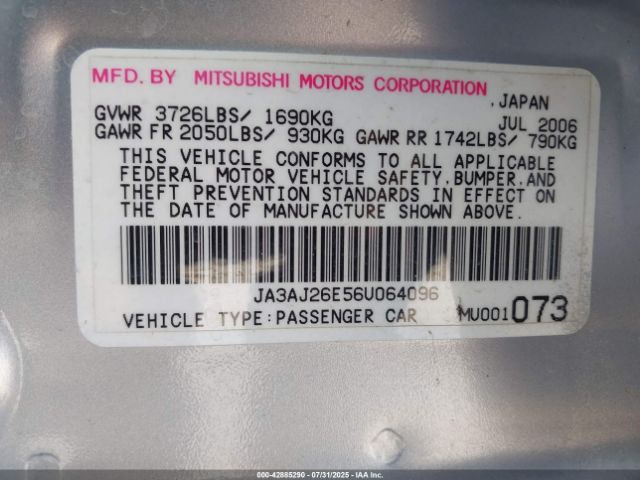 MFD. BY MITSUBISHI MOTORS CORPORATION
,JAPAN
GVWR 3726LBS/ 1690KG JUL 2006
GAWR FR 2050LBS/ 930KG GAWR RR 1742LBS/ 790KG
THIS VEHICLE CONFORMS TO ALL APPLICABLE
FEDERAL MOTOR VEHICLE SAFETY,BUMPER,AND
THEFT PREVENTION STANDARDS IN EFFECT ON
THE DATE OF MANUFACTURE SHOWN ABOVE.
JA3AJ26E56U064096
VEHICLE TYPE:PASSENGER CAR MU001073
000-42885290 - 07/31/2025 - IAAI.com